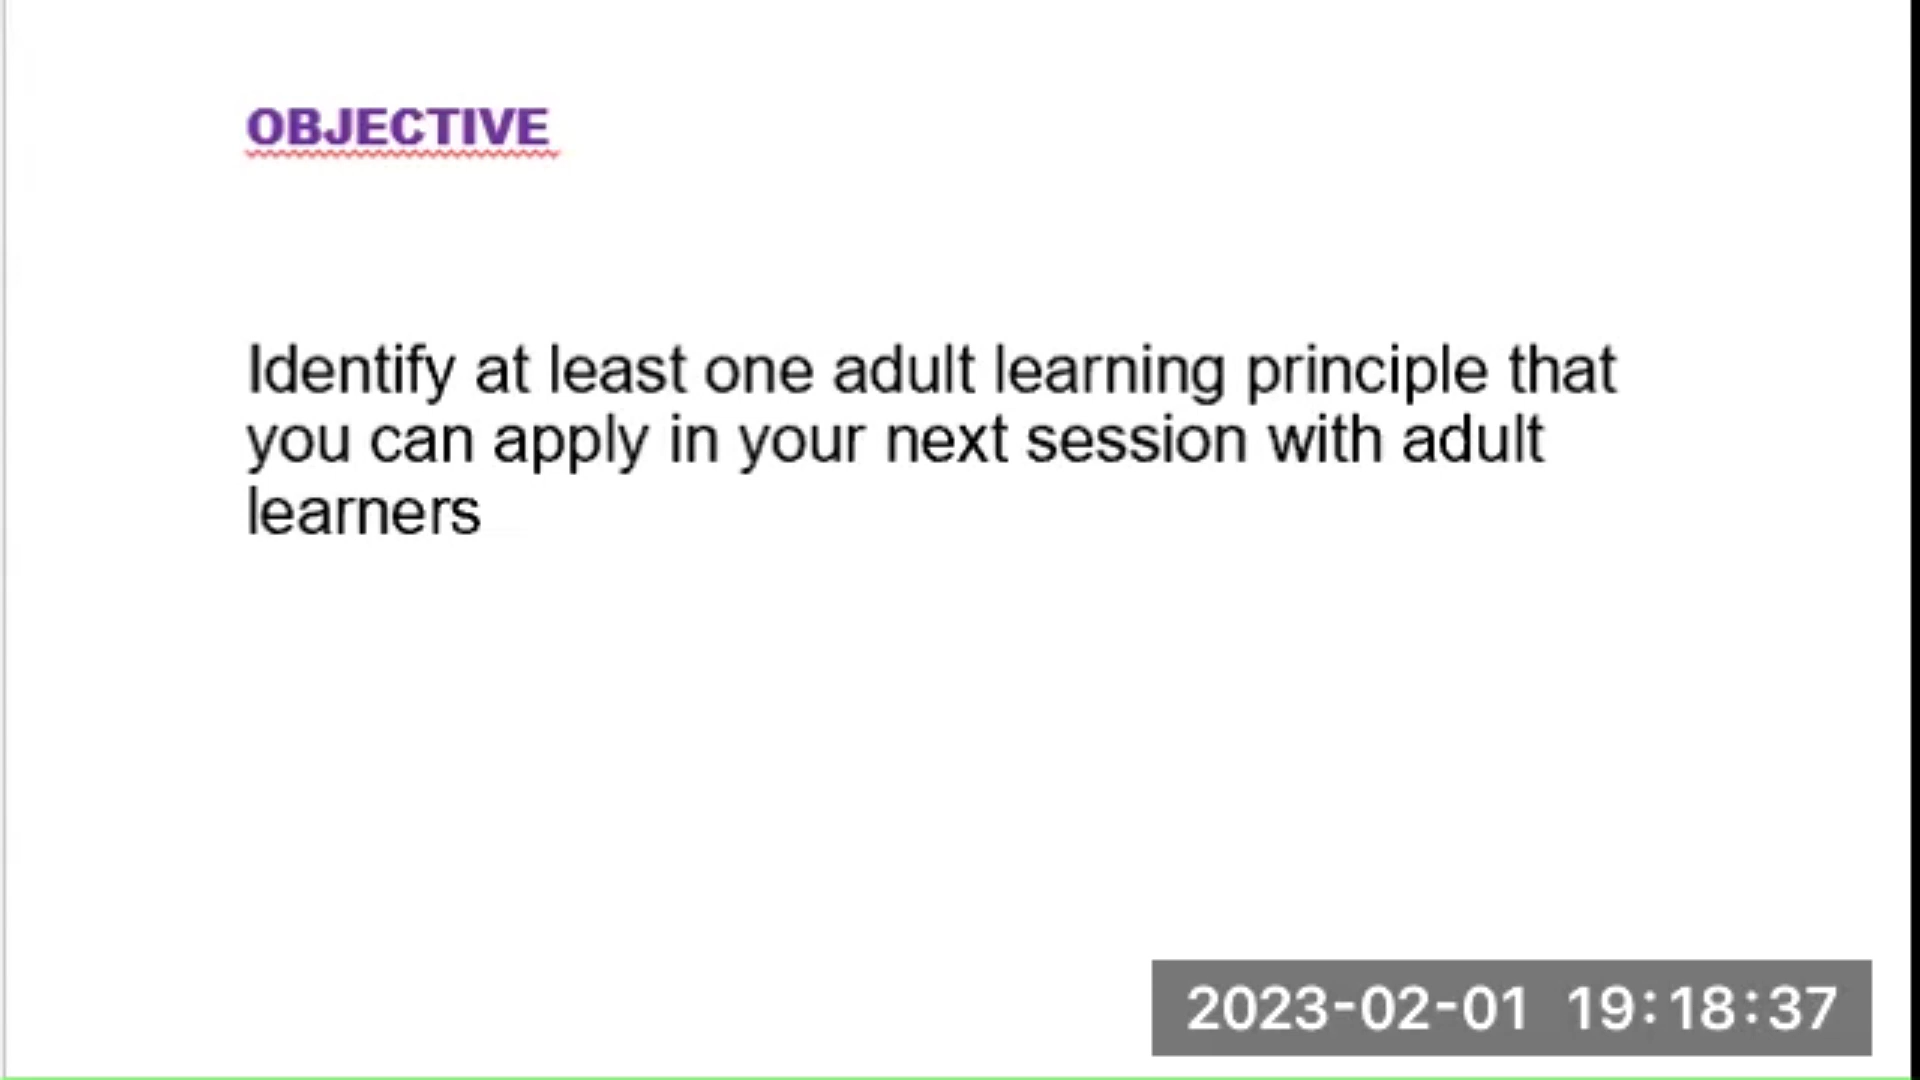 OBJECTIVE
Identify at least one adult learning principle that
you can apply in your next session with adult
learners
2023-02-01 19:18:37